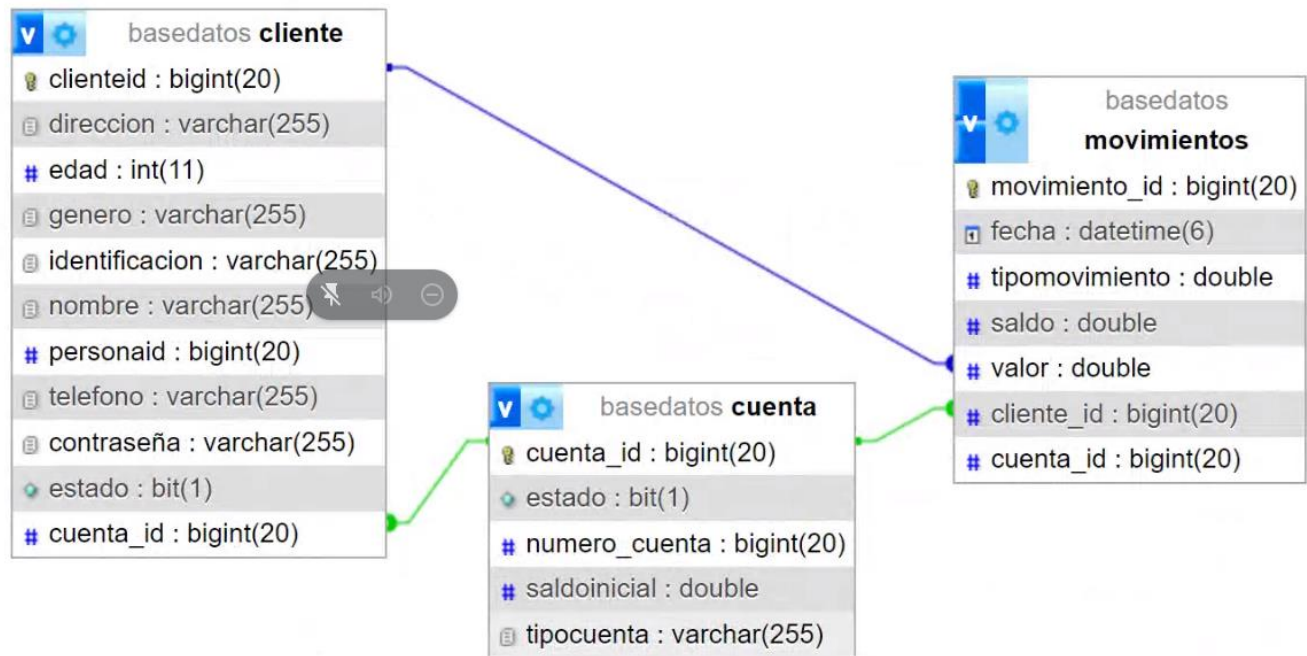 basedatos cliente
clienteid : bigint(20)
direccion : varchar(255)
edad : int(11)
genero : varchar(255)
identificacion : varchar(255)
nombre : varchar(255)
personaid : bigint(20)
telefono : varchar(255)
contraseña : varchar(255)
estado : bit(1)
cuenta_id : bigint(20)
basedatos cuenta
cuenta_id : bigint(20)
estado : bit(1)
numero_cuenta : bigint(20)
saldoinicial : double
tipocuenta : varchar(255)
basedatos
movimientos
movimiento_id : bigint(20)
fecha : datetime(6)
tipomovimiento : double
saldo : double
valor : double
cliente_id : bigint(20)
cuenta_id : bigint(20)